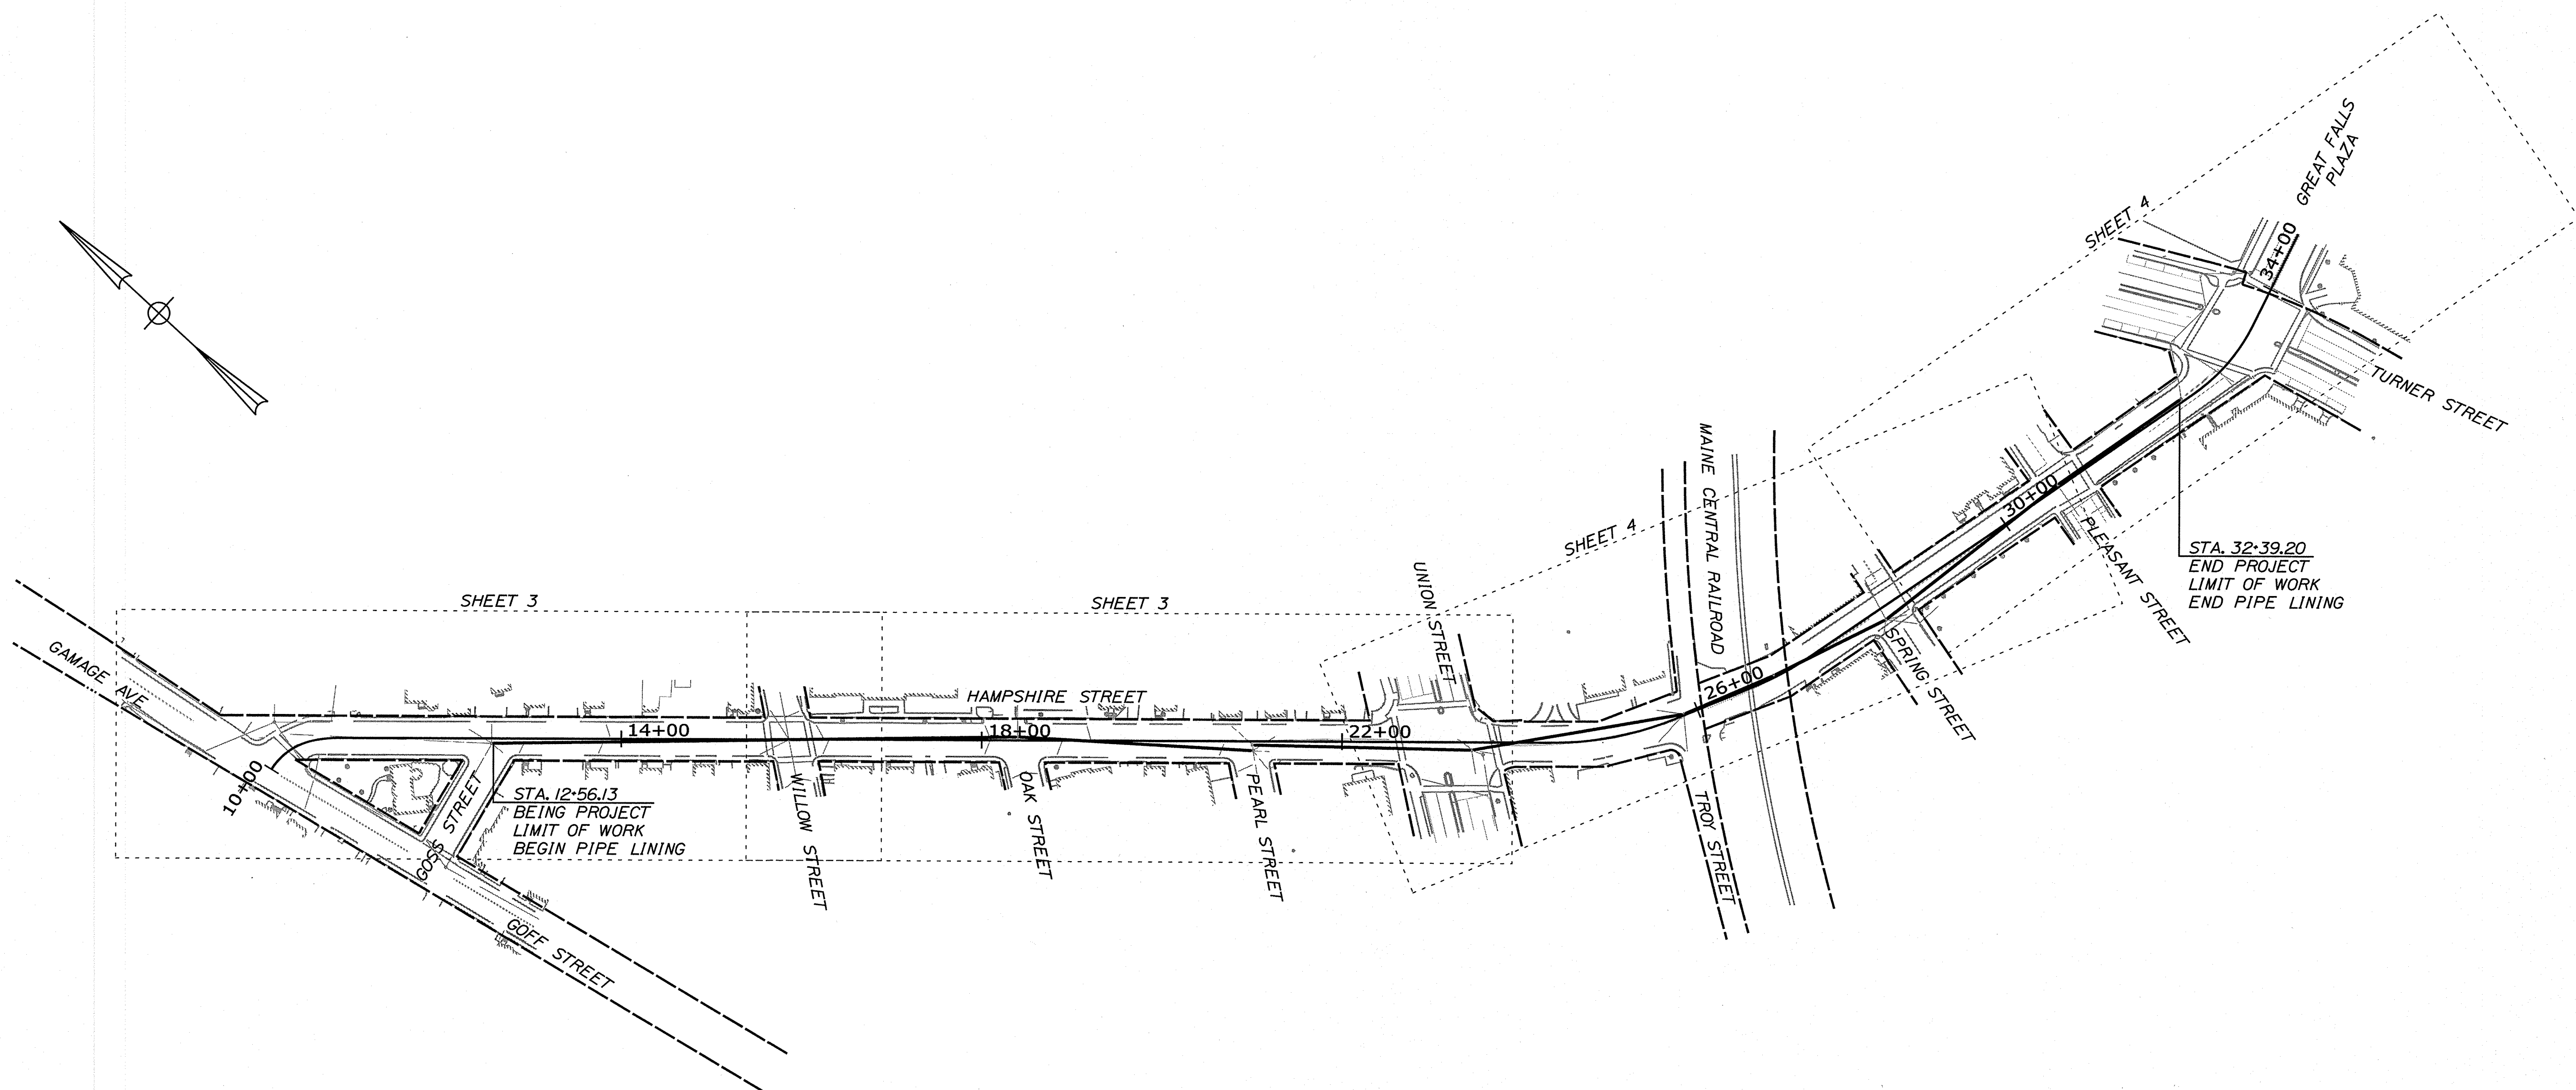 GREAT FALLS
PLAZA
SHEET 4
34+00
TURNER STREET
MAINE CENTRAL RAILROAD
30+00
PLEASANT STREET
STA. 32+39.20
END PROJECT
LIMIT OF WORK
END PIPE LINING
SHEET 4
UNION STREET
SHEET 3
SHEET 3
SPRING STREET
GAMAGE AVE
HAMPSHIRE STREET
26+00
14+00
18+00
22+00
10+00
GOSS STREET
STA. 12+56.13
BEING PROJECT
LIMIT OF WORK
BEGIN PIPE LINING
WILLOW STREET
OAK STREET
PEARL STREET
TROY STREET
GOFF STREET